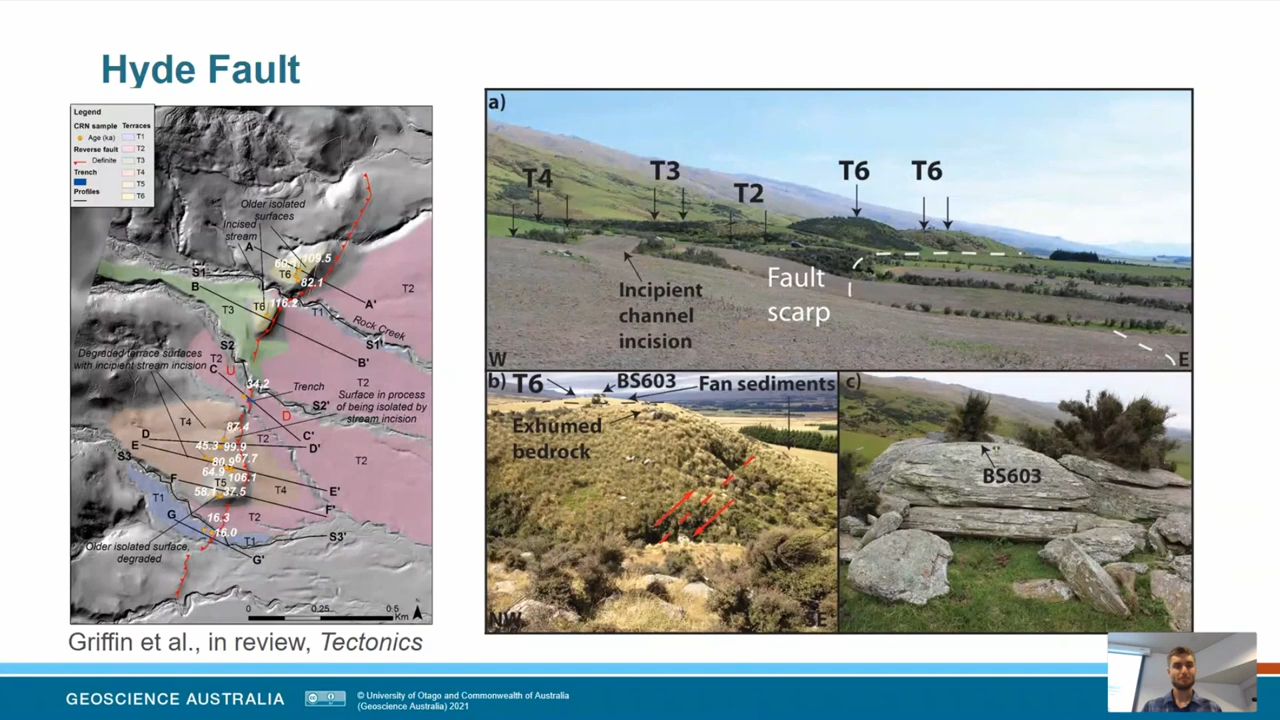 Hyde Fault
Legend
CRN sample Terraces
Age (ka) T1
Reverse fault T2
Definite T3
Trench T4
T5
Profiles T6
Older isolated
surfaces
Incised
stream
A
109.5
T6
82.1
S1
B
T2
A'
T3
T6
116.2
T1
Rock Creek
S1'
S2
B'
Degraded terrace surfaces
with incipient stream incision
T2
U
C
34.2
T2
Trench
Surface in process
of being isolated by
stream incision
D
S2'
T4
87.4
D
T2
C'
E
45.3 99.9
D'
S3
80.9 67.7
T2
64.9 106.1
F
T5
T1
58.1 37.5
T4
E'
F'
G
16.3
T2
16.0
T1
S3'
Older isolated surface,
degraded
G'
0 0.25 0.5
Km
Griffin et al., in review, Tectonics
a)
T4
T3
T2
T6
T6
Incipient
channel
incision
Fault
scarp
W
E
b) T6
BS603
Fan sediments
Exhumed
bedrock
NW
SE
c)
BS603
GEOSCIENCE AUSTRALIA
© University of Otago and Commonwealth of Australia
(Geoscience Australia) 2021